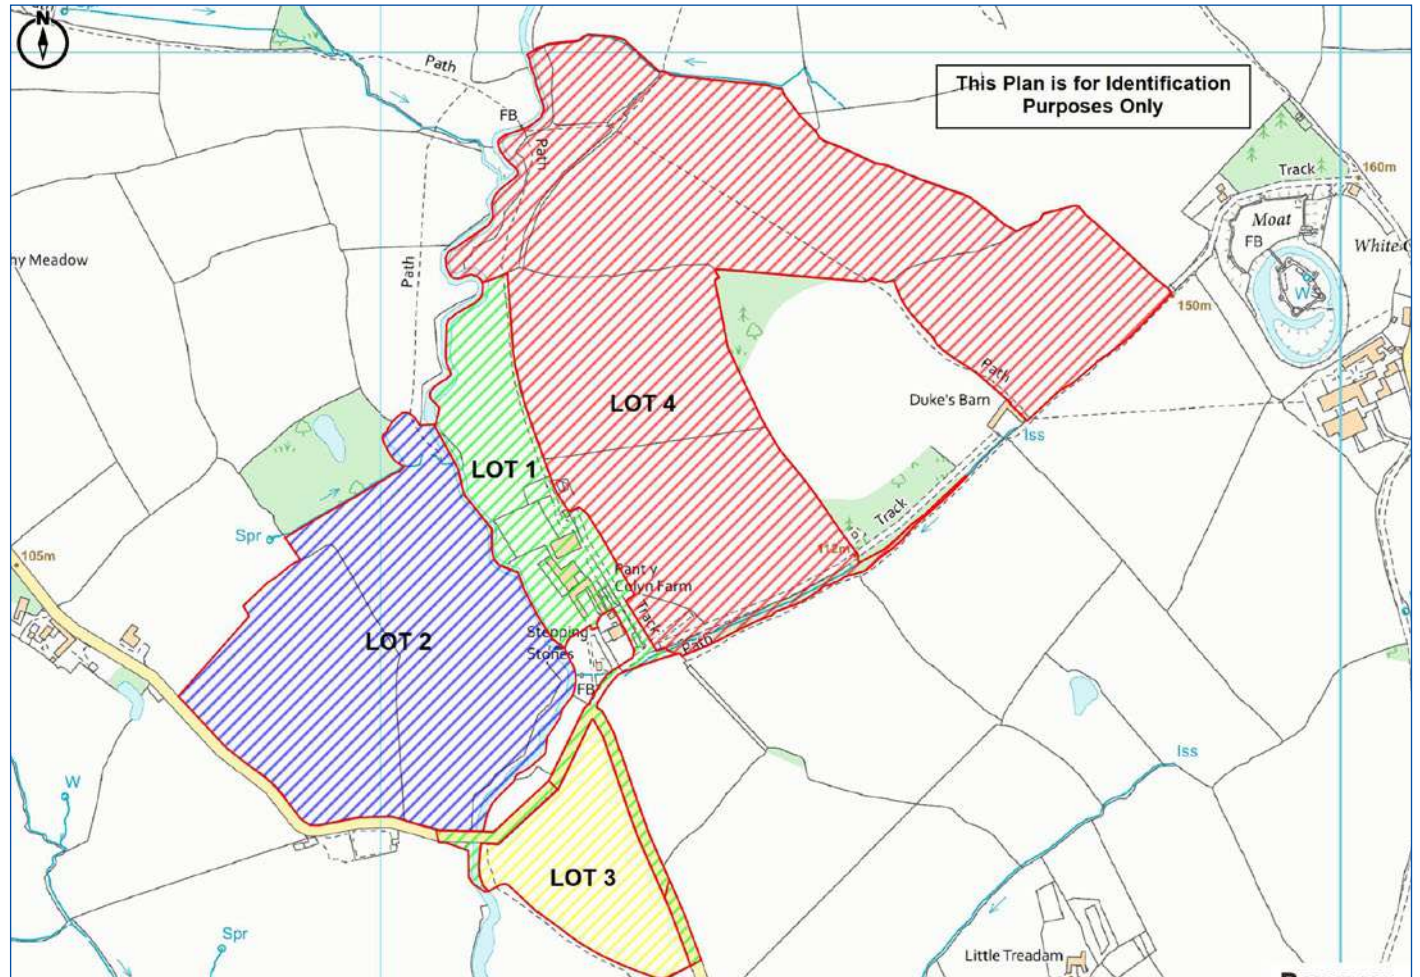 N
Path
FB
Path
This Plan is for Identification
Purposes Only
Track
160m
Moat
FB
White
W
150m
ny Meadow
Path
LOT 4
Path
Duke's Barn
Iss
LOT 1
Track
Spr
112m
105m
Pant y
Colyn Farm
Track
Stepping
Stones
Path
LOT 2
FB
Iss
W
LOT 3
Spr
Little Treadam